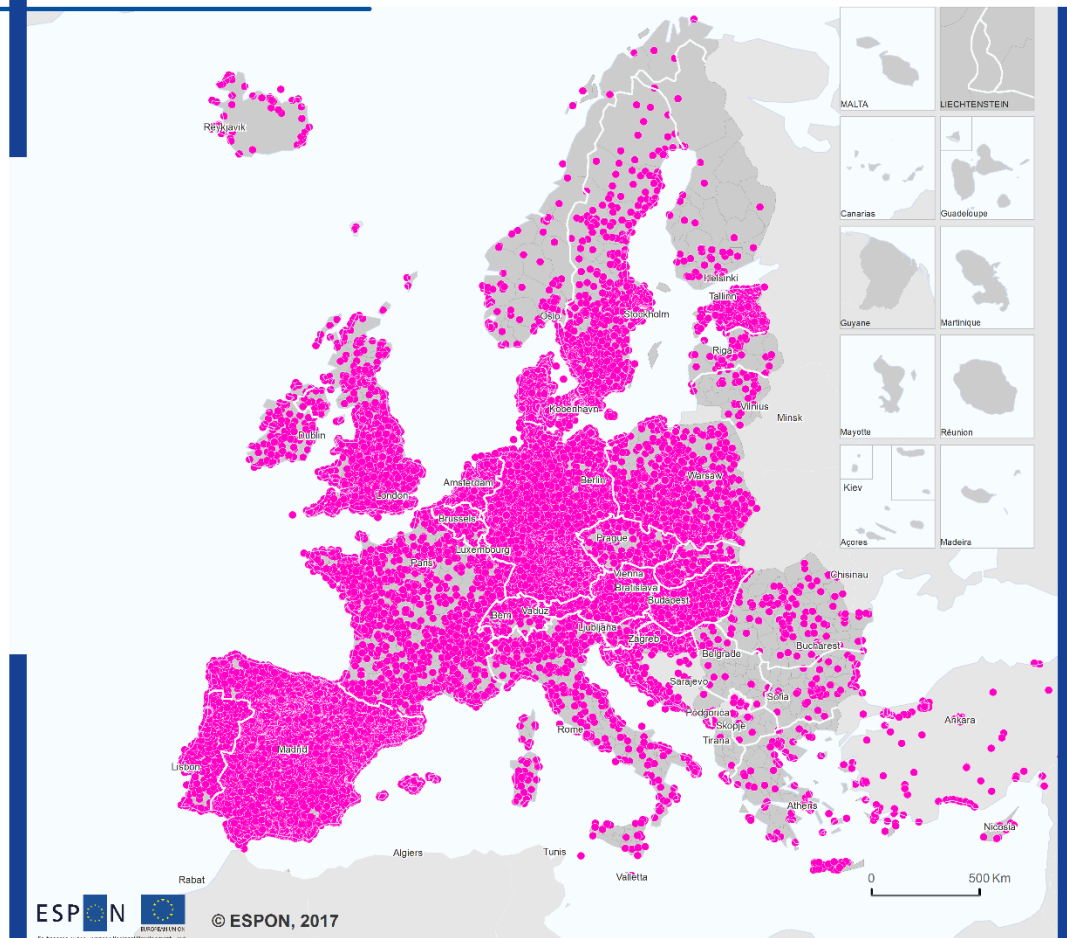 MALTA
LIECHTENSTEIN
Reykjavik
Canarias
Guadeloupe
Helsinki
Tallinn
Oslo
Stockholm
Guyane
Martinique
Riga
Vilnius
Minsk
Kobenhavn
Mayotte
Réunion
Dublin
London
Amsterdam
Berlin
Warsaw
Kiev
Brussels
Prague
Luxembourg
Paris
Açores
Madeira
Vienna
Bratislava
Chisinau
Budapest
Bern
Vaduz
Ljubljana
Zagreb
Belgrade
Bucharest
Sarajevo
Sofia
Podgorica
Skopje
Tirana
Rome
Ankara
Madrid
Lisbon
Athens
Nicosia
Algiers
Tunis
Valletta
Rabat
0 500 Km
ESPON
EUROPEAN UNION
© ESPON, 2017